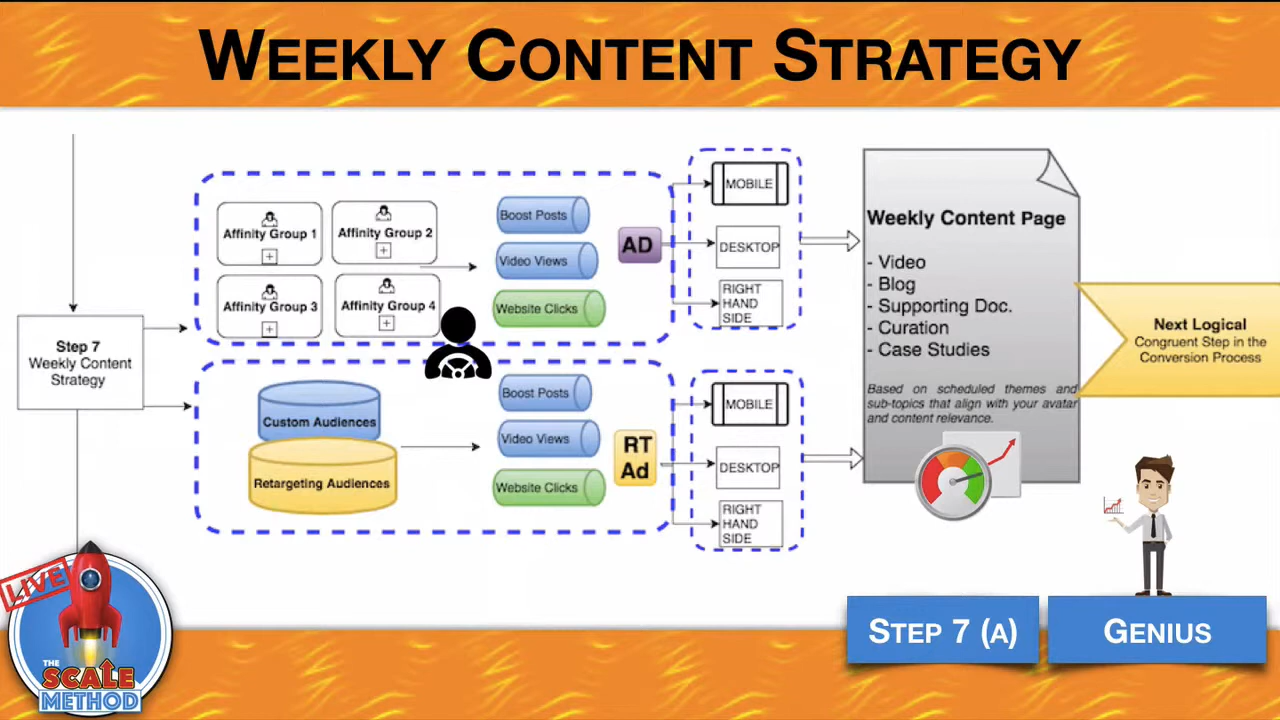 WEEKLY CONTENT STRATEGY
Step 7
Weekly Content
Strategy
Affinity Group 1
Affinity Group 2
Affinity Group 3
Affinity Group 4
Boost Posts
Video Views
Website Clicks
AD
MOBILE
DESKTOP
RIGHT
HAND
SIDE
Custom Audiences
Retargeting Audiences
Boost Posts
Video Views
Website Clicks
RT
Ad
MOBILE
DESKTOP
RIGHT
HAND
SIDE
Weekly Content Page
- Video
- Blog
- Supporting Doc.
- Curation
- Case Studies
Based on scheduled themes and
sub-topics that align with your avatar
and content relevance.
Next Logical
Congruent Step in the
Conversion Process
LIVE
THE
SCALE
METHOD
STEP 7 (A)
GENIUS